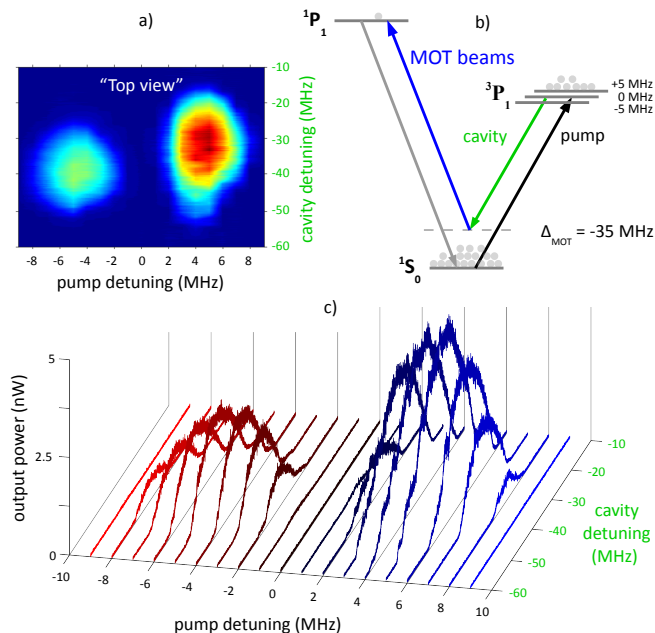 a)
"Top view"
-10
-20
-30
-40
-50
-60
cavity detuning (MHz)
-8 -6 -4 -2 0 2 4 6 8
pump detuning (MHz)
b)
¹P₁
MOT beams
³P₁
+5 MHz
0 MHz
-5 MHz
cavity
pump
Δ_MOT = -35 MHz
¹S₀
c)
5
2.5
0
output power (nW)
-10 -8 -6 -4 -2 0 2 4 6 8 10
pump detuning (MHz)
-10
-20
-30
-40
-50
-60
cavity
detuning
(MHz)